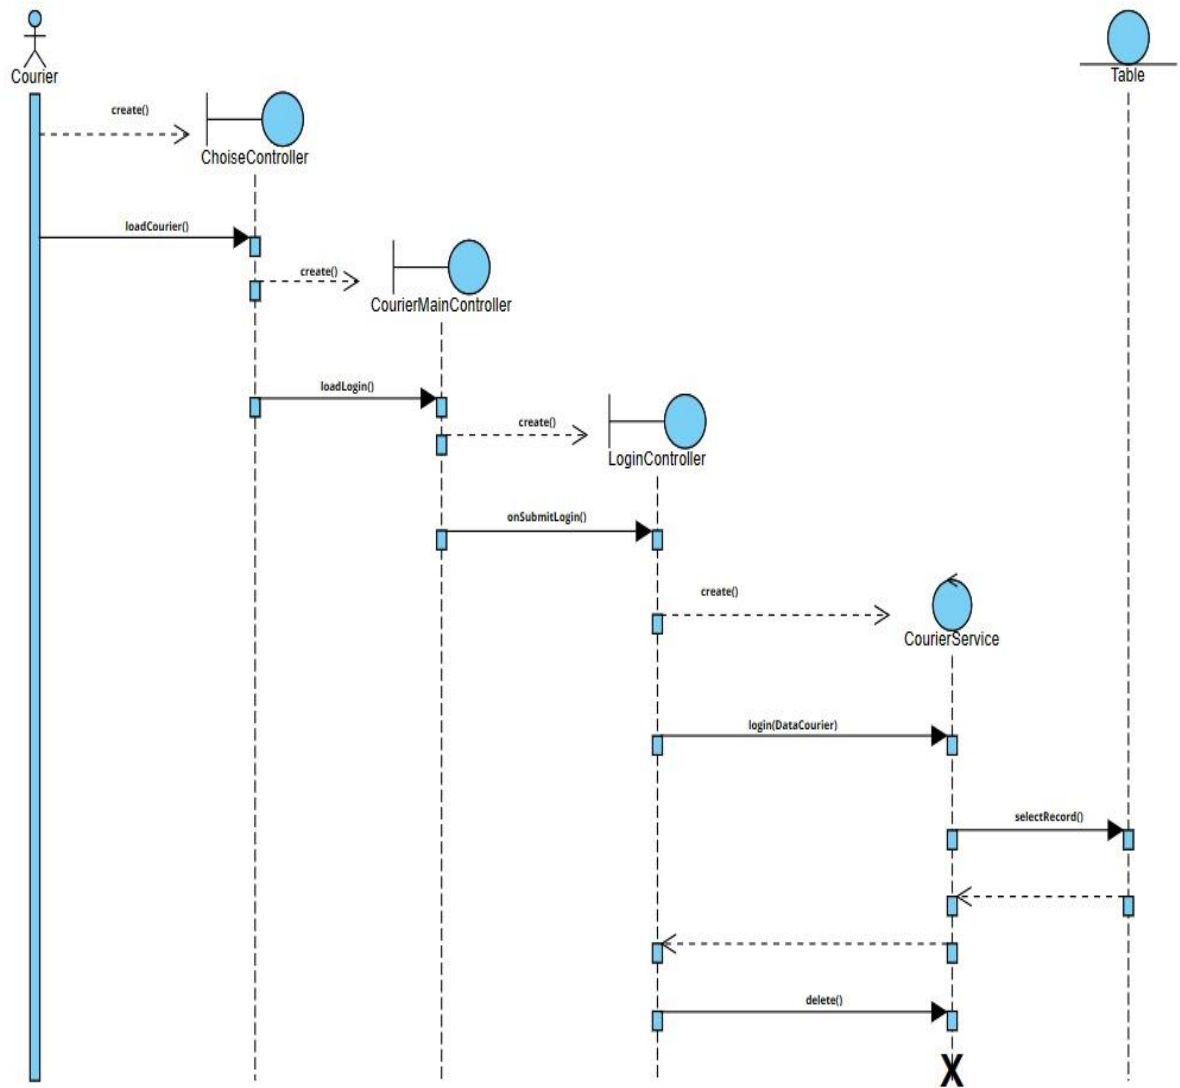 Courier
Table
create()
ChoiseController
loadCourier()
create()
CourierMainController
loadLogin()
create()
LoginController
onSubmitLogin()
create()
CourierService
login(DataCourier)
selectRecord()
delete()
X